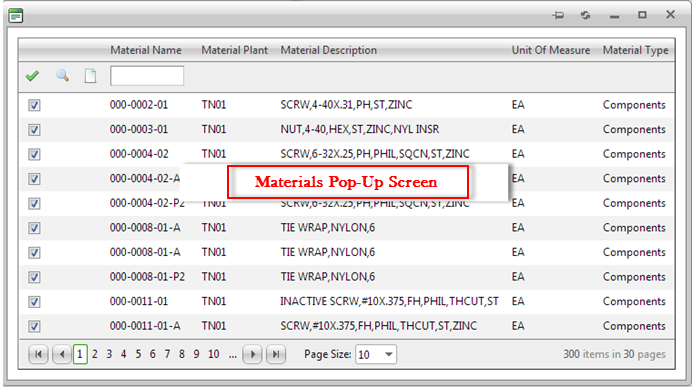 Material Name Material Plant Material Description Unit Of Measure Material Type
000-0002-01 TN01 SCRW,4-40X.31,PH,ST,ZINC EA Components
000-0003-01 TN01 NUT,4-40,HEX,ST,ZINC,NYL INSR EA Components
000-0004-02 TN01 SCRW,6-32X.25,PH,PHIL,SQCN,ST,ZINC EA Components
000-0004-02-A EA Components
Materials Pop-Up Screen
000-0004-02-P2 TN01 SCRW,6-32X.25,PH,PHIL,SQCN,ST,ZINC EA Components
000-0008-01-A TN01 TIE WRAP,NYLON,6 EA Components
000-0008-01-A TN01 TIE WRAP,NYLON,6 EA Components
000-0008-01-P2 TN01 TIE WRAP,NYLON,6 EA Components
000-0011-01 TN01 INACTIVE SCRW,#10X.375,FH,PHIL,THCUT,ST EA Components
000-0011-01-A TN01 SCRW,#10X.375,FH,PHIL,THCUT,ST,ZINC EA Components
1 2 3 4 5 6 7 8 9 10 ... Page Size: 10 300 items in 30 pages